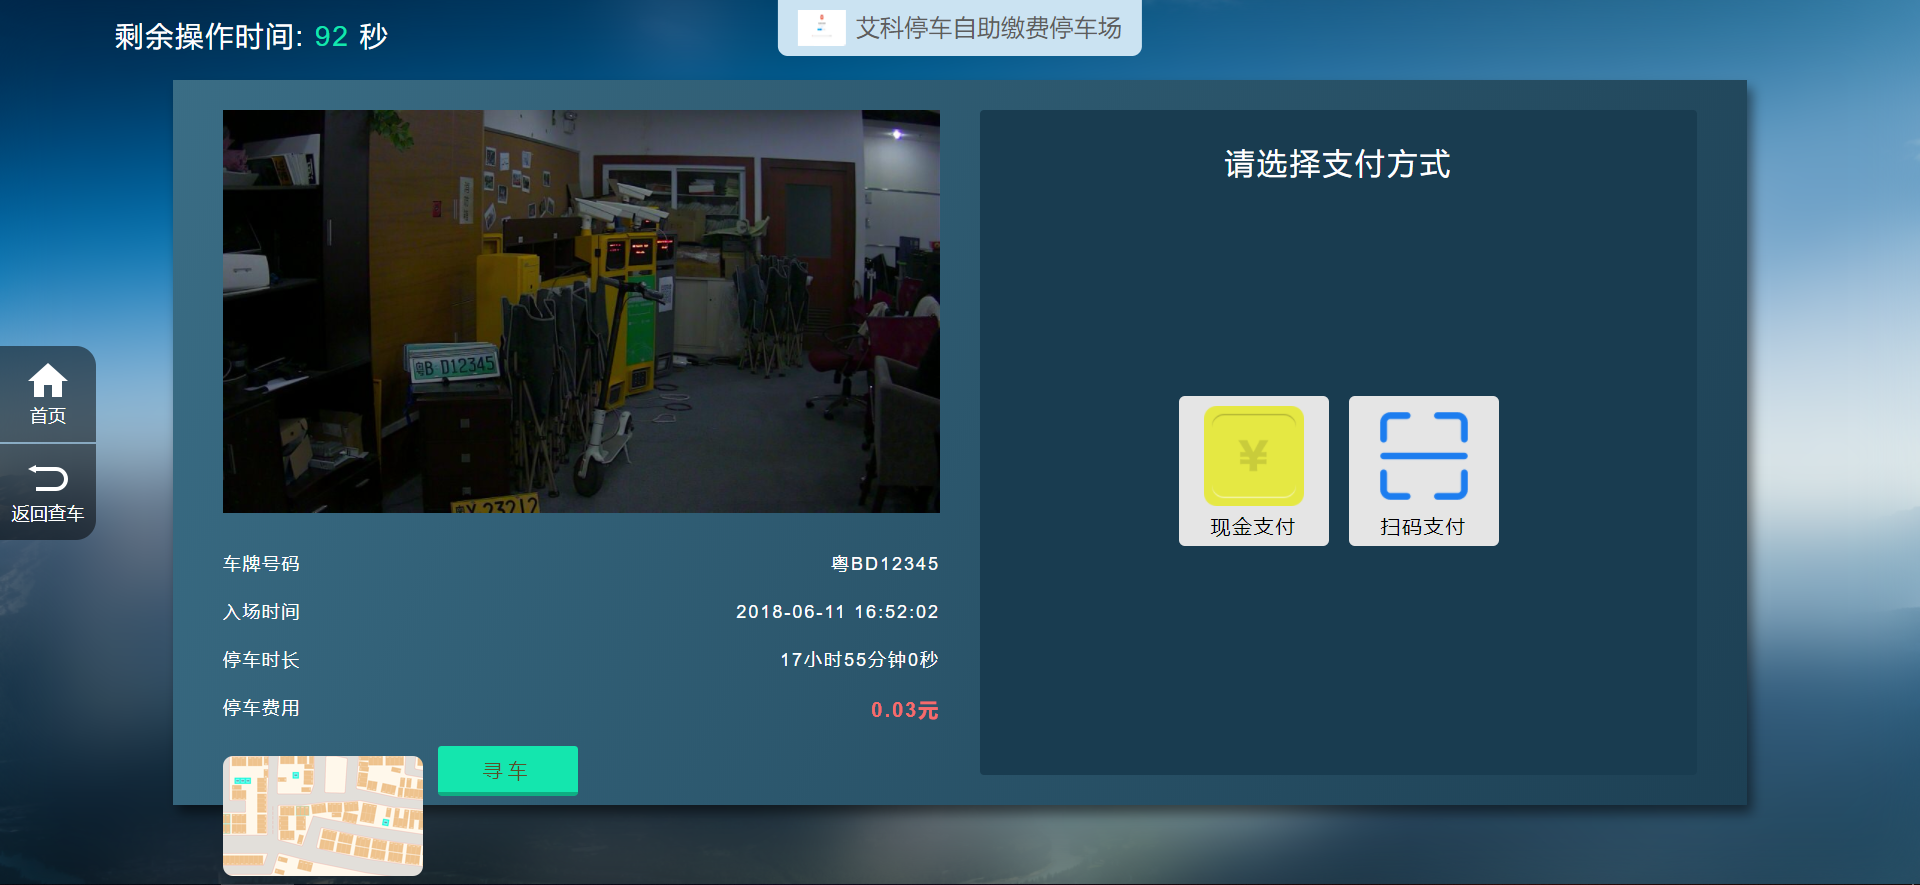 剩余操作时间: 92 秒
艾科停车自助缴费停车场
请选择支付方式
粤B D12345
粤Y 23212
首页
返回查车
¥
现金支付
扫码支付
车牌号码 粤BD12345
入场时间 2018-06-11 16:52:02
停车时长 17小时55分钟0秒
停车费用 0.03元
寻车